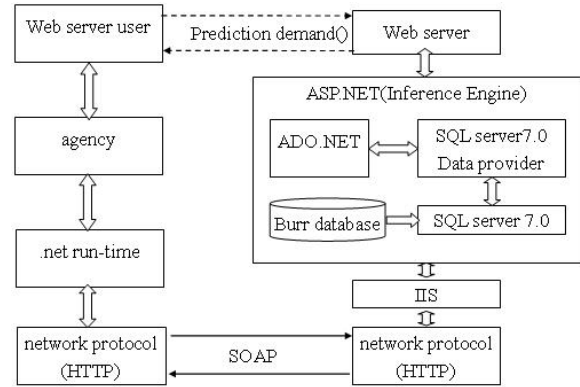 Web server user
Prediction demand()
Web server
ASP.NET(Inference Engine)
agency
ADO.NET
SQL server7.0
Data provider
Burr database
SQL server 7.0
.net run-time
IIS
network protocol
(HTTP)
SOAP
network protocol
(HTTP)